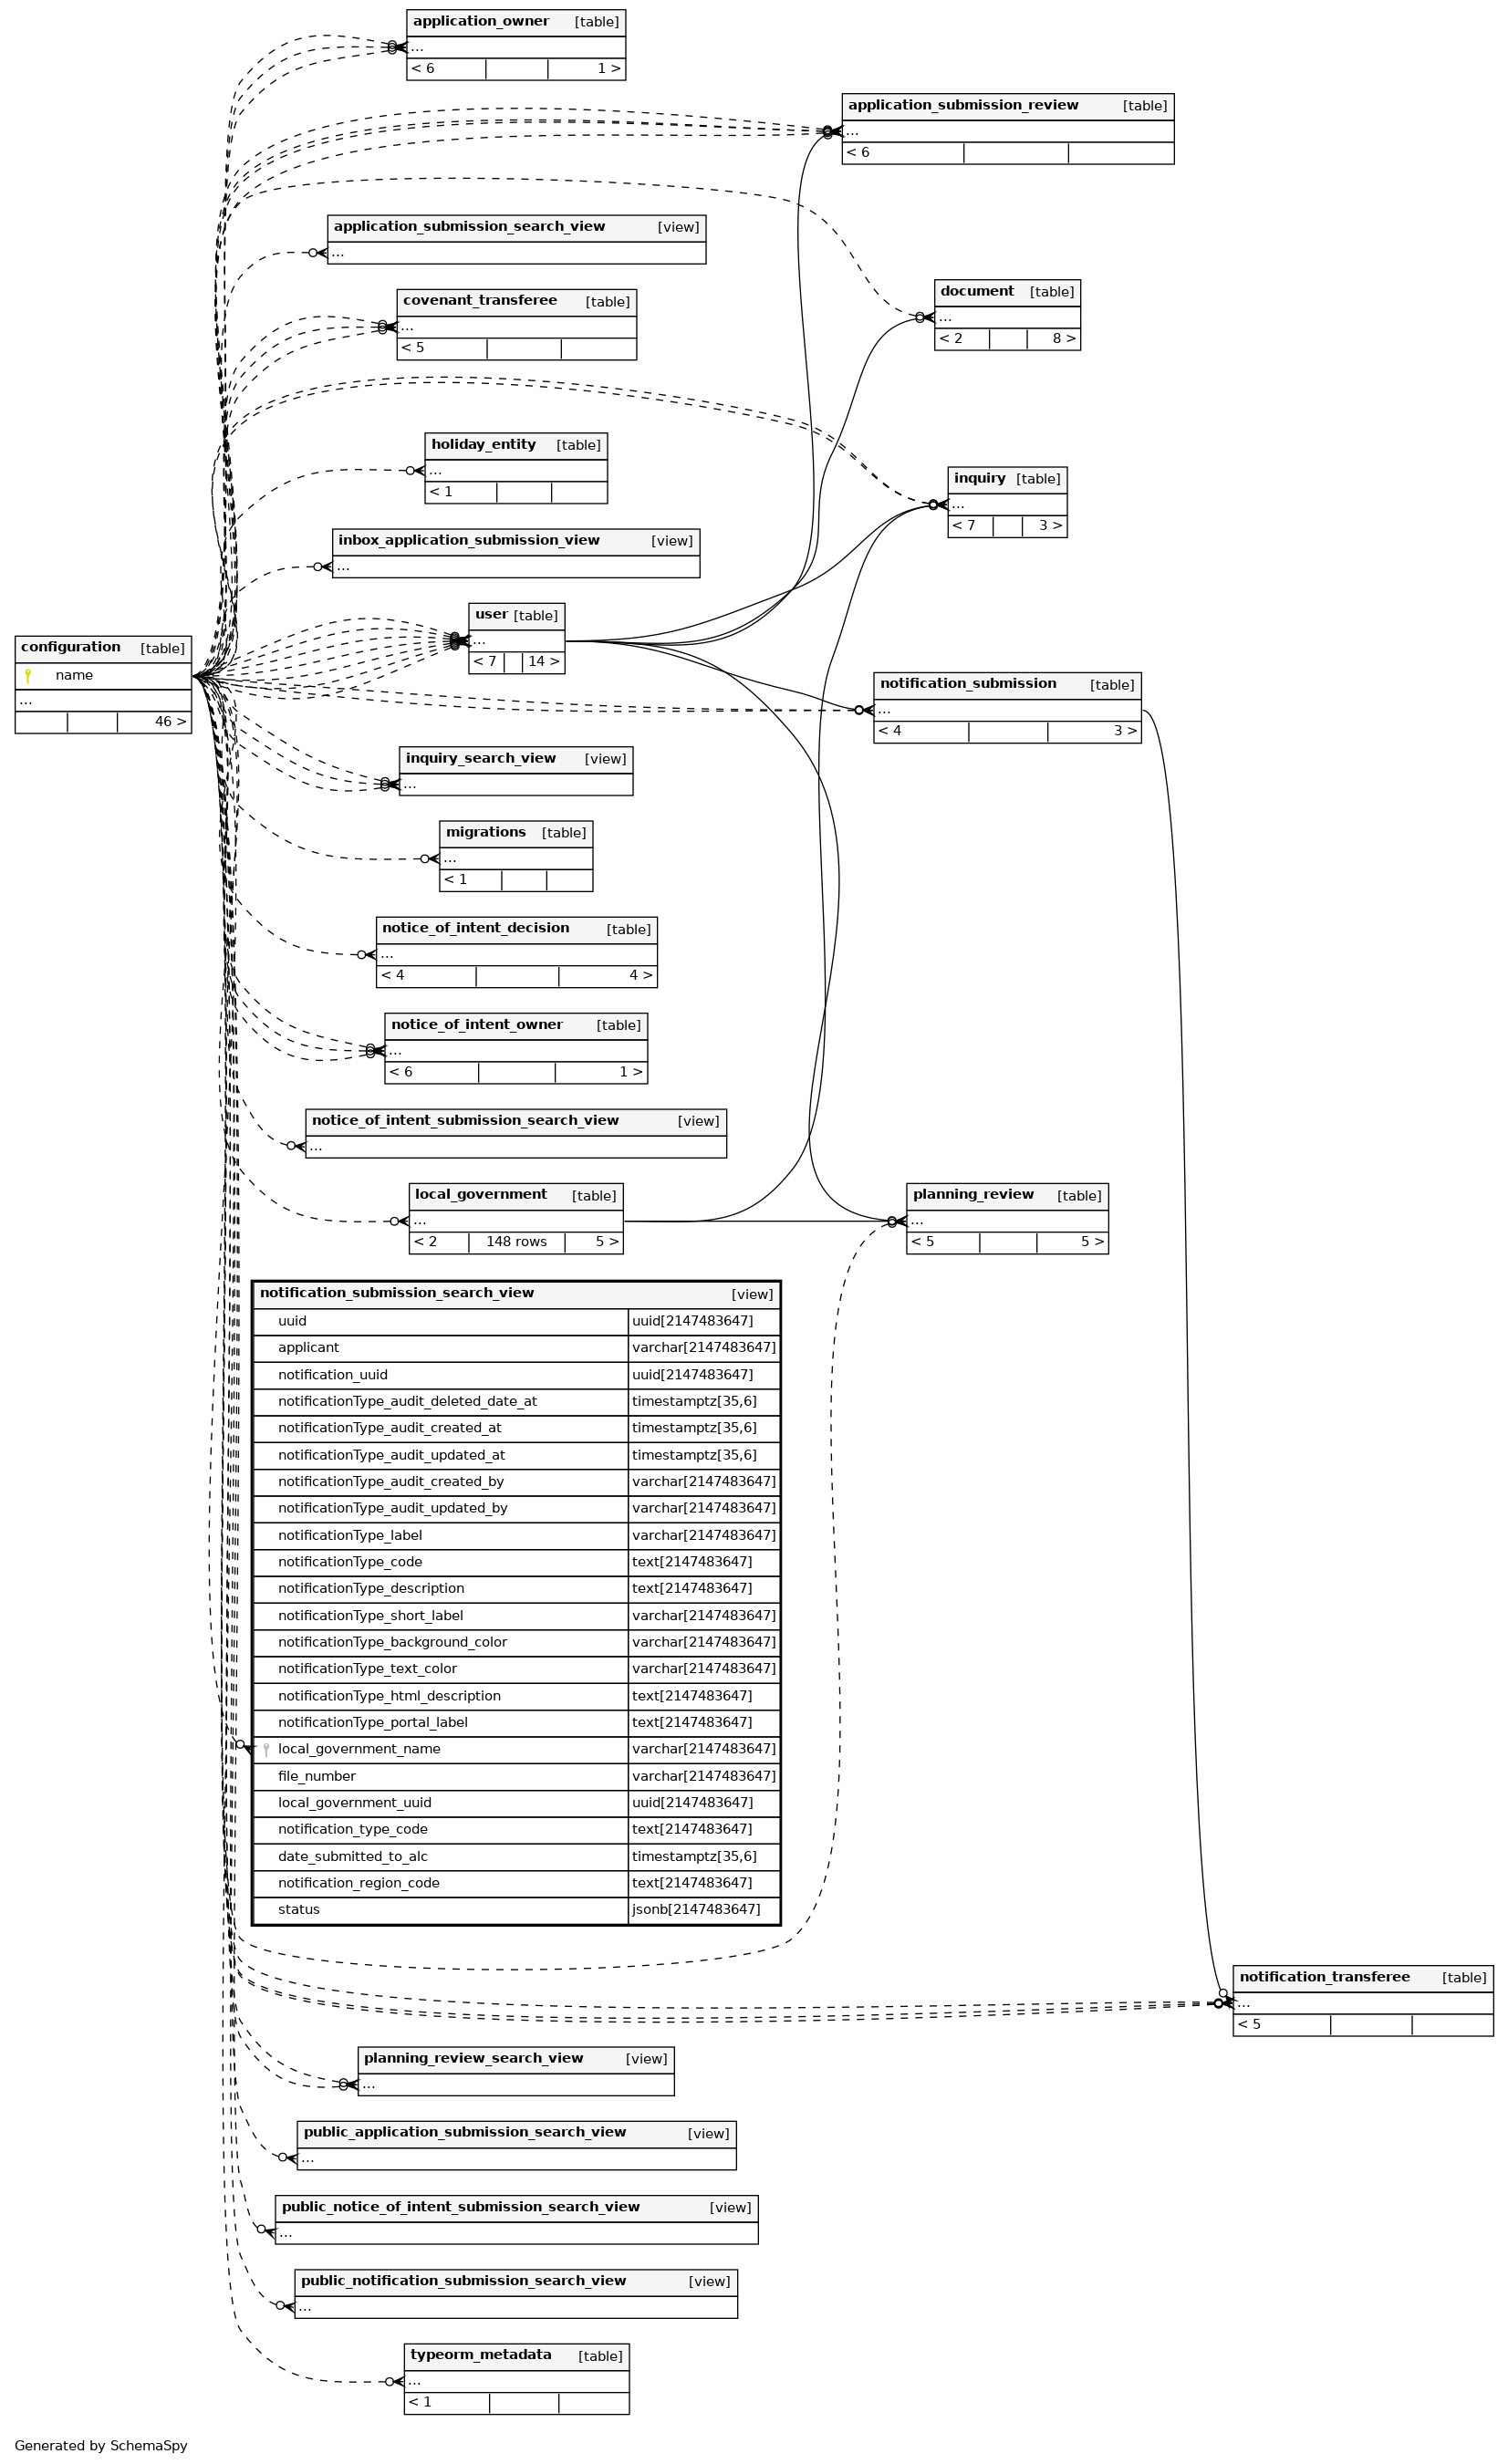 application_owner [table]
...
< 6 1 >
application_submission_review [table]
...
< 6
application_submission_search_view [view]
...
document [table]
...
< 2 8 >
covenant_transferee [table]
...
< 5
holiday_entity [table]
...
< 1
inquiry [table]
...
< 7 3 >
inbox_application_submission_view [view]
...
user [table]
...
< 7 14 >
configuration [table]
name
...
46 >
notification_submission [table]
...
< 4 3 >
inquiry_search_view [view]
...
migrations [table]
...
< 1
notice_of_intent_decision [table]
...
< 4 4 >
notice_of_intent_owner [table]
...
< 6 1 >
notice_of_intent_submission_search_view [view]
...
local_government [table]
...
< 2 148 rows 5 >
planning_review [table]
...
< 5 5 >
notification_submission_search_view [view]
uuid uuid[2147483647]
applicant varchar[2147483647]
notification_uuid uuid[2147483647]
notificationType_audit_deleted_date_at timestamptz[35,6]
notificationType_audit_created_at timestamptz[35,6]
notificationType_audit_updated_at timestamptz[35,6]
notificationType_audit_created_by varchar[2147483647]
notificationType_audit_updated_by varchar[2147483647]
notificationType_label varchar[2147483647]
notificationType_code text[2147483647]
notificationType_description text[2147483647]
notificationType_short_label varchar[2147483647]
notificationType_background_color varchar[2147483647]
notificationType_text_color varchar[2147483647]
notificationType_html_description text[2147483647]
notificationType_portal_label text[2147483647]
local_government_name varchar[2147483647]
file_number varchar[2147483647]
local_government_uuid uuid[2147483647]
notification_type_code text[2147483647]
date_submitted_to_alc timestamptz[35,6]
notification_region_code text[2147483647]
status jsonb[2147483647]
notification_transferee [table]
...
< 5
planning_review_search_view [view]
...
public_application_submission_search_view [view]
...
public_notice_of_intent_submission_search_view [view]
...
public_notification_submission_search_view [view]
...
typeorm_metadata [table]
...
< 1
Generated by SchemaSpy